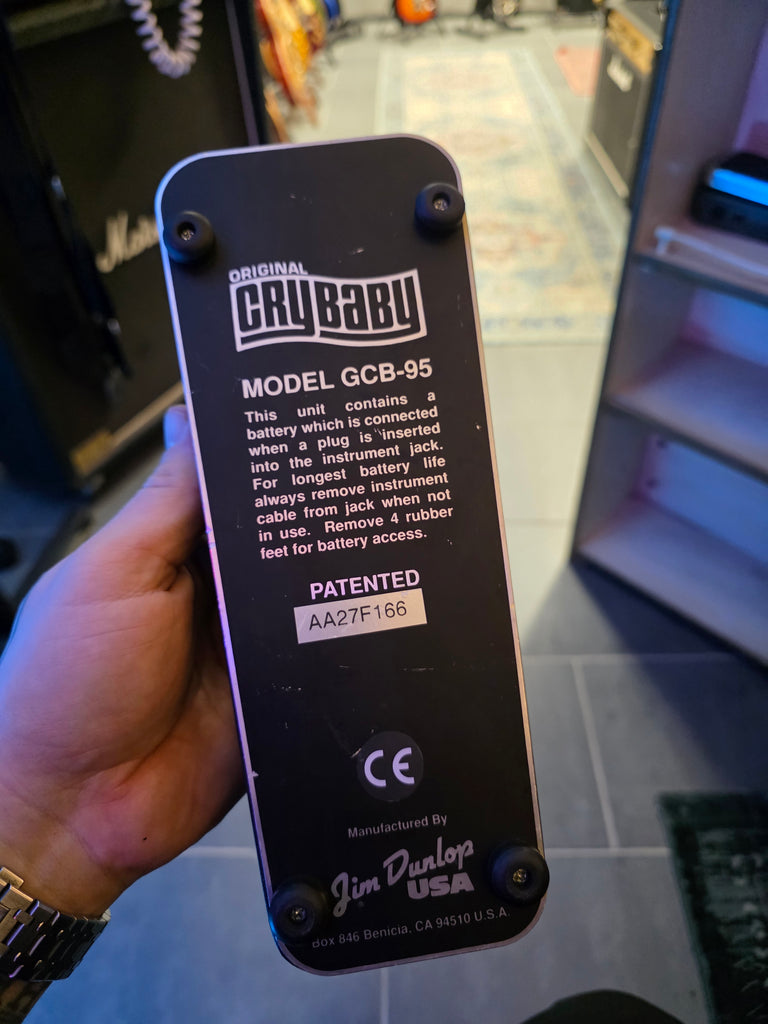 ORIGINAL
CRYBABY
MODEL GCB-95
This unit contains a
battery which is connected
when a plug is inserted
into the instrument jack.
For longest battery life
always remove instrument
cable from jack when not
in use. Remove 4 rubber
feet for battery access.
PATENTED
AA27F166
CE
Manufactured By
Jim Dunlop
USA
Box 846 Benicia. CA 94510 U.S.A.